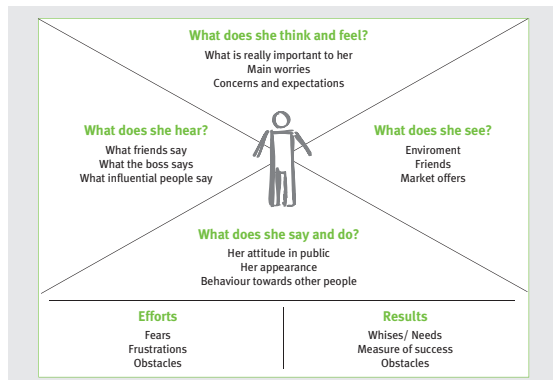 What does she think and feel?
What is really important to her
Main worries
Concerns and expectations
What does she hear?
What friends say
What the boss says
What influential people say
What does she see?
Enviroment
Friends
Market offers
What does she say and do?
Her attitude in public
Her appearance
Behaviour towards other people
Efforts
Fears
Frustrations
Obstacles
Results
Whises/ Needs
Measure of success
Obstacles